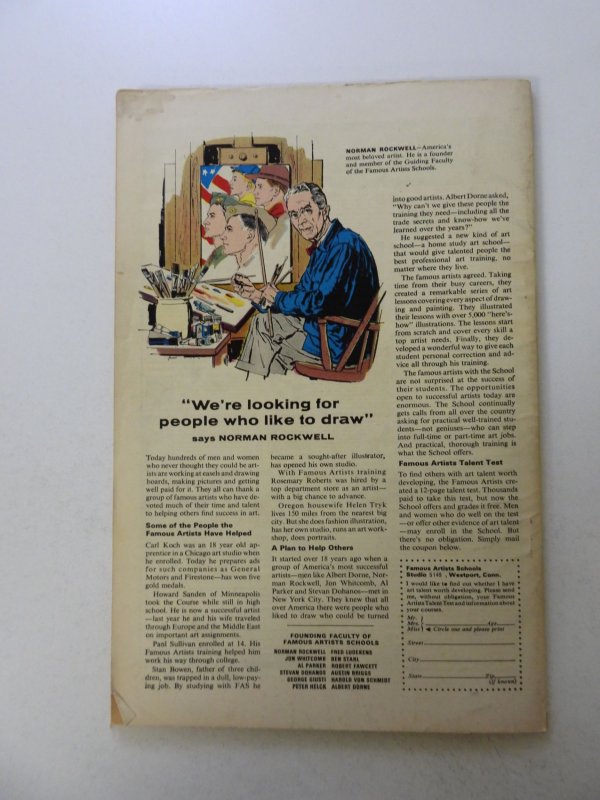 NORMAN ROCKWELL—America's
most beloved artist. He is a founder
and member of the Guiding Faculty
of the Famous Artists Schools.
"We're looking for
people who like to draw"
says NORMAN ROCKWELL
Today hundreds of men and women
who never thought they could be art-
ists are working at easels and drawing
boards, making pictures and getting
well paid for it. They all can thank a
group of famous artists who have de-
voted much of their time and talent
to helping others find success in art.
Some of the People the
Famous Artists Have Helped
Carl Koch was an 18 year old ap-
prentice in a Chicago art studio when
he enrolled. Today he prepares ads
for such companies as General
Motors and Firestone—has won five
gold medals.
Howard Sanden of Minneapolis
took the Course while still in high
school. He is now a successful artist
—last year he and his wife traveled
through Europe and the Middle East
on important art assignments.
Paul Sullivan enrolled at 14. His
Famous Artists training helped him
work his way through college.
Stan Bowen, father of three chil-
dren, was trapped in a dull, low-pay-
ing job. By studying with FAS he
became a sought-after illustrator,
has opened his own studio.
With Famous Artists training
Rosemary Roberts was hired by a
top department store as an artist—
with a big chance to advance.
Oregon housewife Helen Tryk
lives 150 miles from the nearest big
city. But she does fashion illustration,
has her own studio, runs an art work-
shop, does portraits.
A Plan to Help Others
It started over 18 years ago when a
group of America's most successful
artists—men like Albert Dorne, Nor-
man Rockwell, Jon Whitcomb, Al
Parker and Stevan Dohanos—met in
New York City. They knew that all
over America there were people who
liked to draw who could be turned
into good artists. Albert Dorne asked,
"Why can't we give these people the
training they need—including all the
trade secrets and know-how we've
learned over the years?"
He suggested a new kind of art
school—a home study art school—
that would give talented people the
best professional art training, no
matter where they live.
The famous artists agreed. Taking
time from their busy careers, they
created a remarkable series of art
lessons covering every aspect of draw-
ing and painting. They illustrated
their lessons with over 5,000 "here's-
how" illustrations. The lessons start
from scratch and cover every skill a
top artist needs. Finally, they de-
veloped a wonderful way to give each
student personal correction and ad-
vice all through his training.
The famous artists with the School
are not surprised at the success of
their students. The opportunities
open to successful artists today are
enormous. The School continually
gets calls from all over the country
asking for practical well-trained stu-
dents—not geniuses—who can step
into full-time or part-time art jobs.
And practical, thorough training is
what the School offers.
Famous Artists Talent Test
To find others with art talent worth
developing, the Famous Artists cre-
ated a 12-page talent test. Thousands
paid to take this test, but now the
School offers and grades it free. Men
and women who do well on the test
—or offer other evidence of art talent
—may enroll in the School. But
there's no obligation. Simply mail
the coupon below.
FOUNDING FACULTY OF
FAMOUS ARTISTS SCHOOLS
NORMAN ROCKWELL FRED LUDEKENS
JON WHITCOMB BEN STAHL
AL PARKER ROBERT FAWCETT
STEVAN DOHANOS AUSTIN BRIGGS
GEORGE GIUSTI HAROLD VON SCHMIDT
PETER HELCK ALBERT DORNE
Famous Artists Schools
Studio , Westport, Conn.
I would like to find out whether I have
art talent worth developing. Please send
me, without obligation, your Famous
Artists Talent Test and information about
your courses.
Mr.
Mrs. Age
Miss Circle one and please print
Street
City
State Zip
(if known)